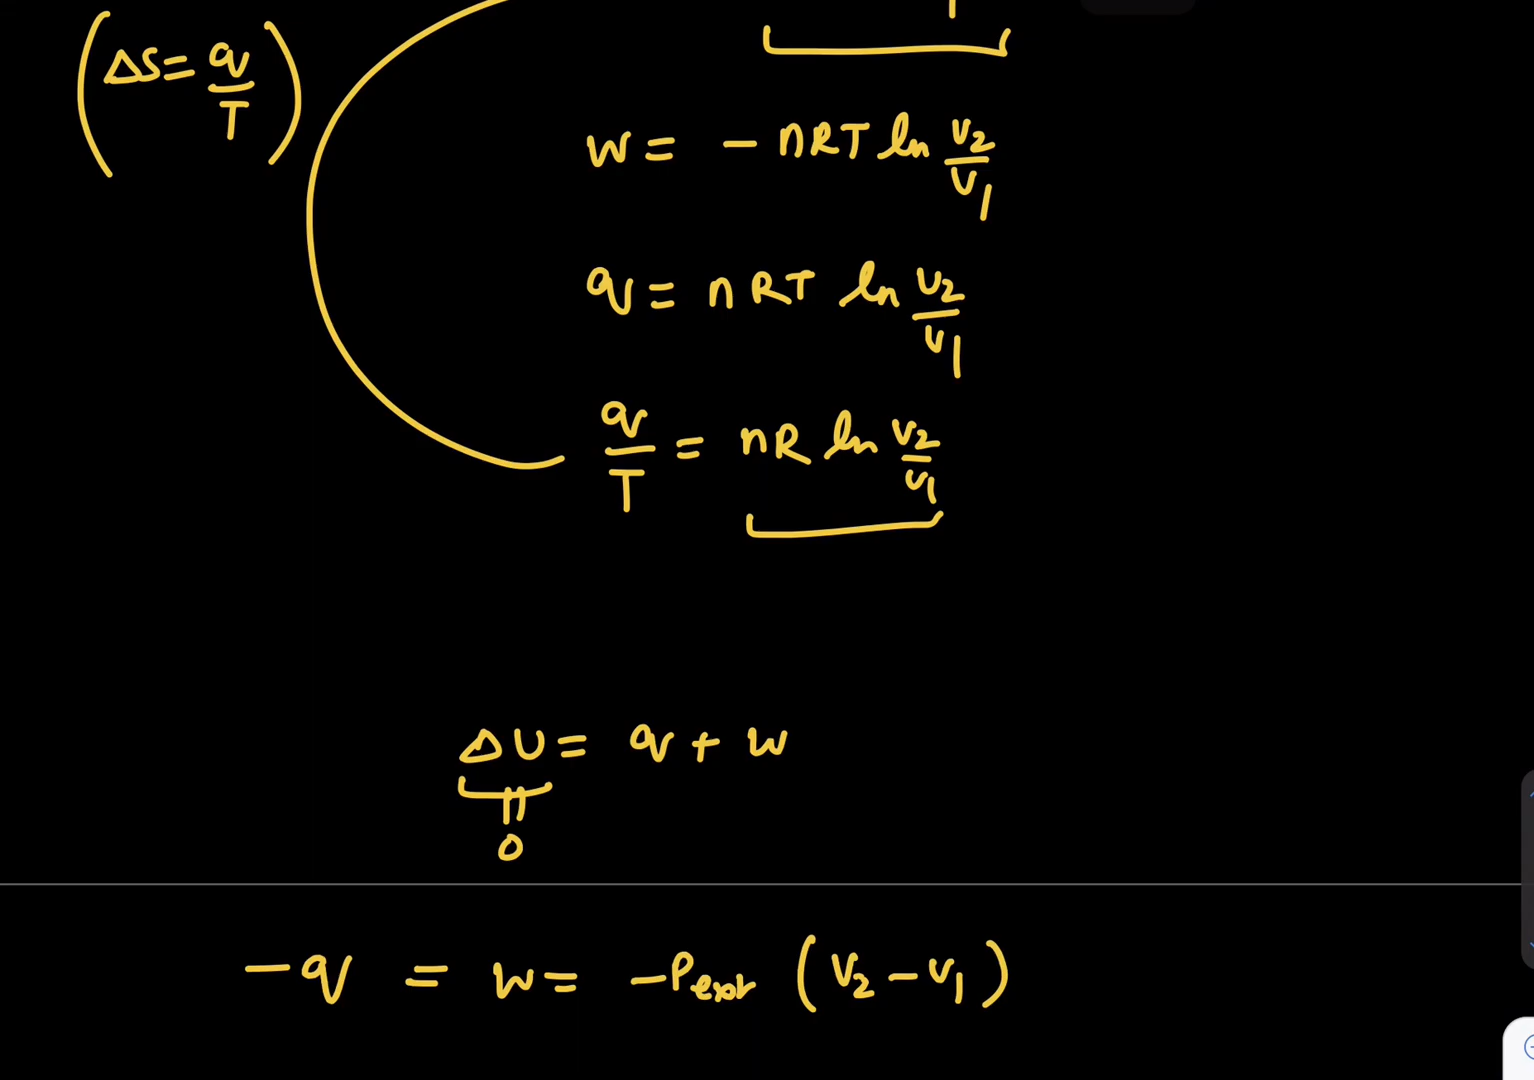 (ΔS = q/T)
w = - nRT ln V2/V1
q = nRT ln V2/V1
q/T = nR ln V2/V1
ΔU = q + w
=
0
-q = w = -Pext (V2 - V1)